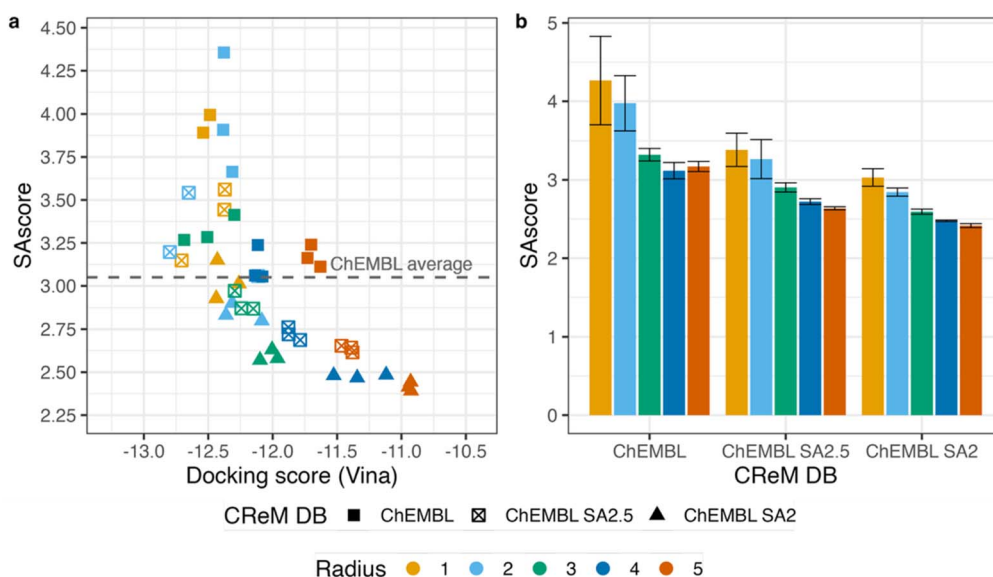 a
4.50
4.25
4.00
3.75
3.50
3.25
3.00
2.75
2.50
2.25
SAscore
ChEMBL average
-13.0 -12.5 -12.0 -11.5 -11.0 -10.5
Docking score (Vina)
b
5
4
3
2
1
0
SAscore
ChEMBL ChEMBL SA2.5 ChEMBL SA2
CReM DB
CReM DB ChEMBL ChEMBL SA2.5 ChEMBL SA2
Radius 1 2 3 4 5